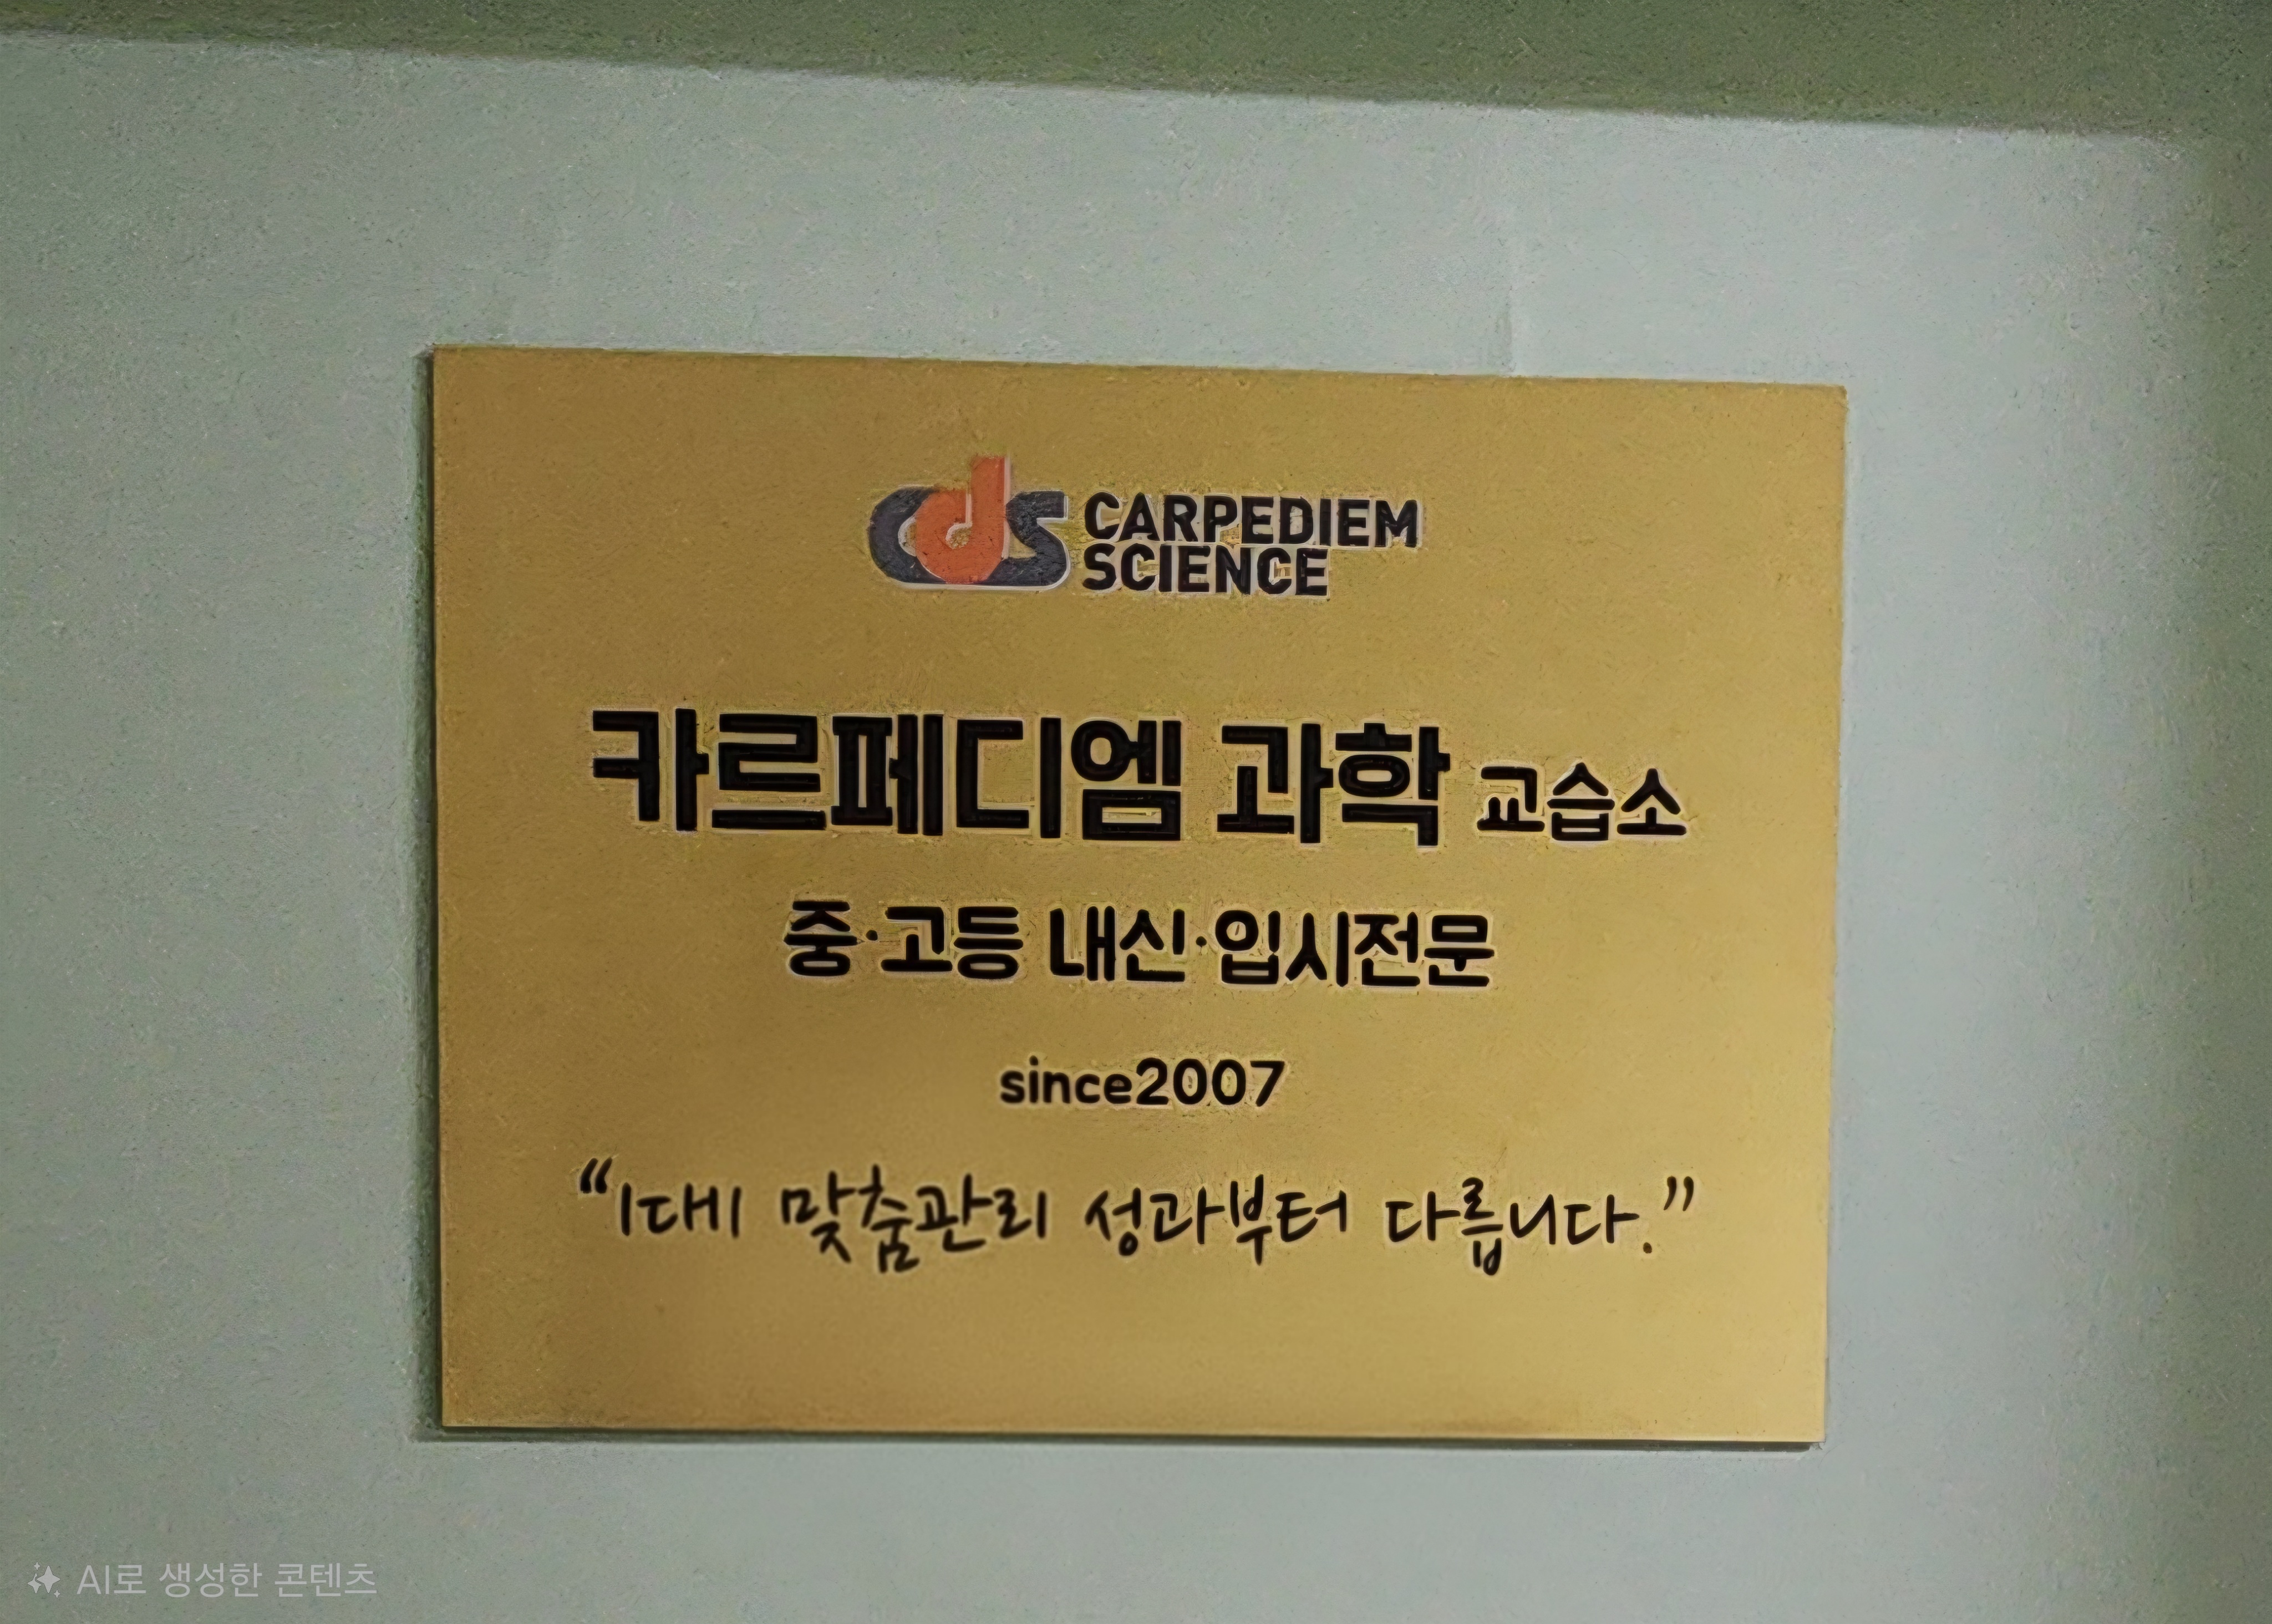 cds CARPEDIEM
SCIENCE
카르페디엠 과학 교습소
중·고등 내신·입시전문
since2007
“1대1 맞춤관리 성과부터 다릅니다.”
AI로 생성한 콘텐츠